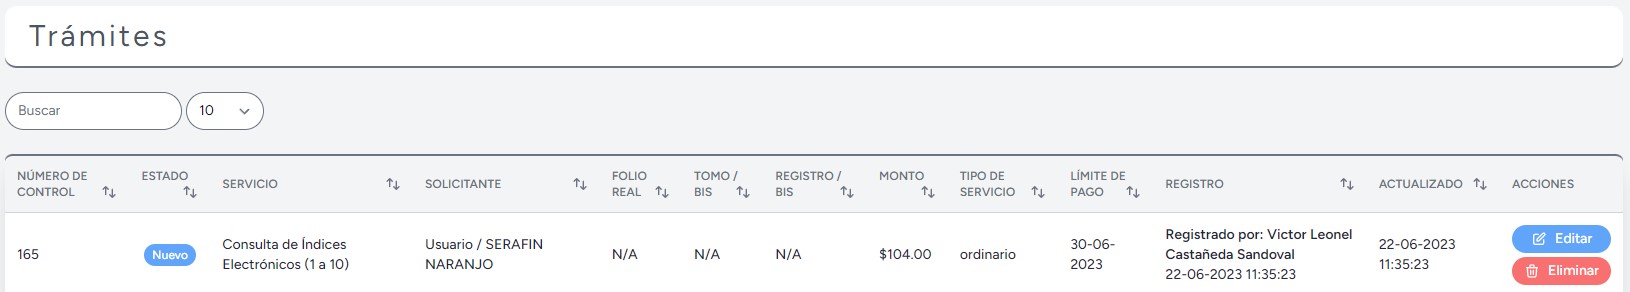 Trámites
Buscar
10
NÚMERO DE CONTROL ESTADO SERVICIO SOLICITANTE FOLIO REAL TOMO / BIS REGISTRO / BIS MONTO TIPO DE SERVICIO LÍMITE DE PAGO REGISTRO ACTUALIZADO ACCIONES
165
Nuevo
Consulta de Índices
Electrónicos (1 a 10)
Usuario / SERAFIN
NARANJO
N/A
N/A
N/A
$104.00
ordinario
30-06-
2023
Registrado por: Victor Leonel
Castañeda Sandoval
22-06-2023 11:35:23
22-06-2023
11:35:23
Editar
Eliminar